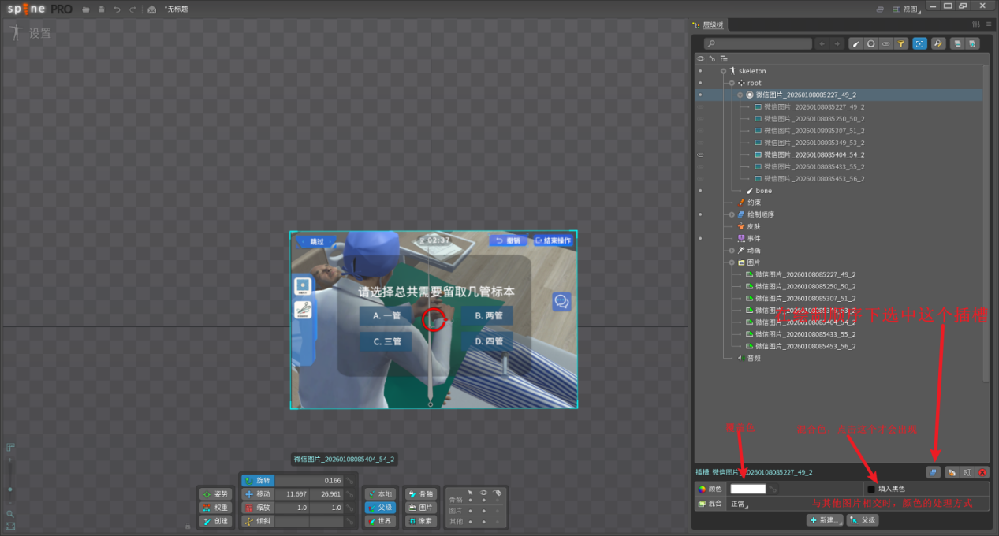 spine PRO
*无标题
视图
设置
层级树
skeleton
root
微信图片_20260108085227_49_2
微信图片_20260108085227_49_2
微信图片_20260108085250_50_2
微信图片_20260108085307_51_2
微信图片_20260108085349_53_2
微信图片_20260108085404_54_2
微信图片_20260108085433_55_2
微信图片_20260108085453_56_2
bone
约束
绘制顺序
皮肤
事件
动画
图片
微信图片_20260108085227_49_2
微信图片_20260108085250_50_2
微信图片_20260108085307_51_2
微信图片_20260108085404_54_2
微信图片_20260108085433_55_2
微信图片_20260108085453_56_2
音频
在绘制顺序下选中这个插槽
跳过
02:37
撤销
结束操作
请选择总共需要留取几管标本
A. 一管
B. 两管
C. 三管
D. 四管
微信图片_20260108085404_54_2
姿势
权重
创建
旋转 0.166
移动 11.697 26.961
缩放 1.0 1.0
倾斜
本地
父级
世界
骨骼
图片
像素
骨骼
图片
其他
插槽: 微信图片_20260108085227_49_2
颜色
填入黑色
混合 正常
与其他图片相交时，颜色的处理方式
新建...
父级